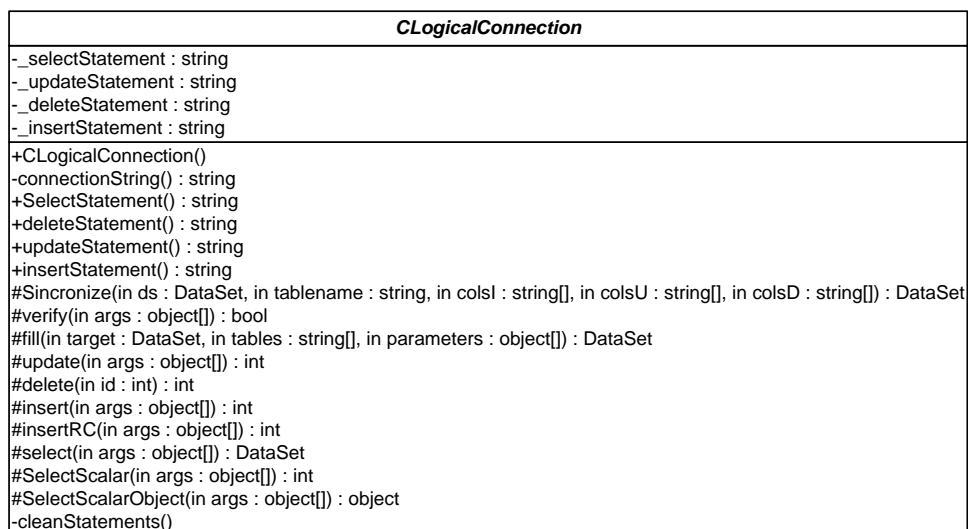 CLogicalConnection
-_selectStatement : string
-_updateStatement : string
-_deleteStatement : string
-_insertStatement : string
+CLogicalConnection()
-connectionString() : string
+SelectStatement() : string
+deleteStatement() : string
+updateStatement() : string
+insertStatement() : string
#Sincronize(in ds : DataSet, in tablename : string, in colsI : string[], in colsU : string[], in colsD : string[]) : DataSet
#verify(in args : object[]) : bool
#fill(in target : DataSet, in tables : string[], in parameters : object[]) : DataSet
#update(in args : object[]) : int
#delete(in id : int) : int
#insert(in args : object[]) : int
#insertRC(in args : object[]) : int
#select(in args : object[]) : DataSet
#SelectScalar(in args : object[]) : int
#SelectScalarObject(in args : object[]) : object
-cleanStatements()